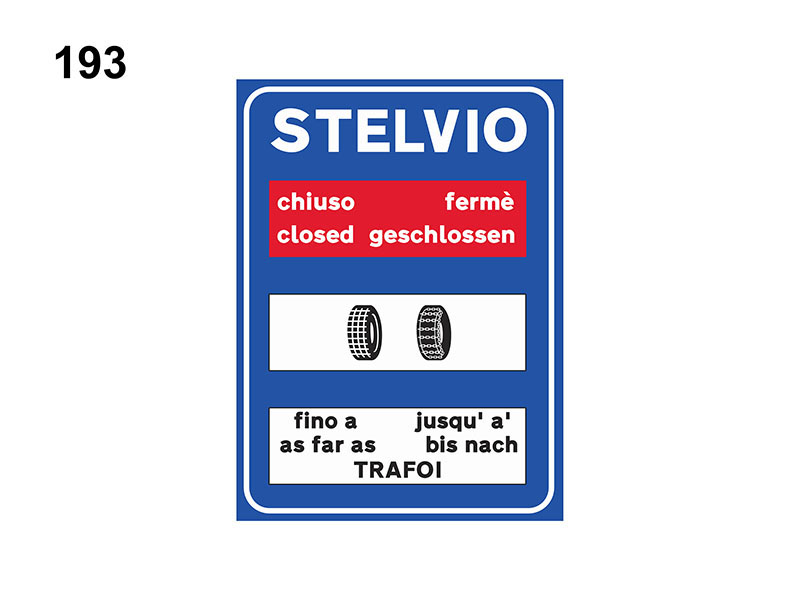 193
STELVIO
chiuso fermè
closed geschlossen
fino a jusqu' a'
as far as bis nach
TRAFOI